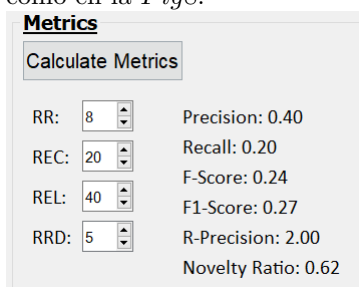 como en la Fig8.
Metrics
Calculate Metrics
RR: 8
Precision: 0.40
REC: 20
Recall: 0.20
F-Score: 0.24
REL: 40
F1-Score: 0.27
RRD: 5
R-Precision: 2.00
Novelty Ratio: 0.62